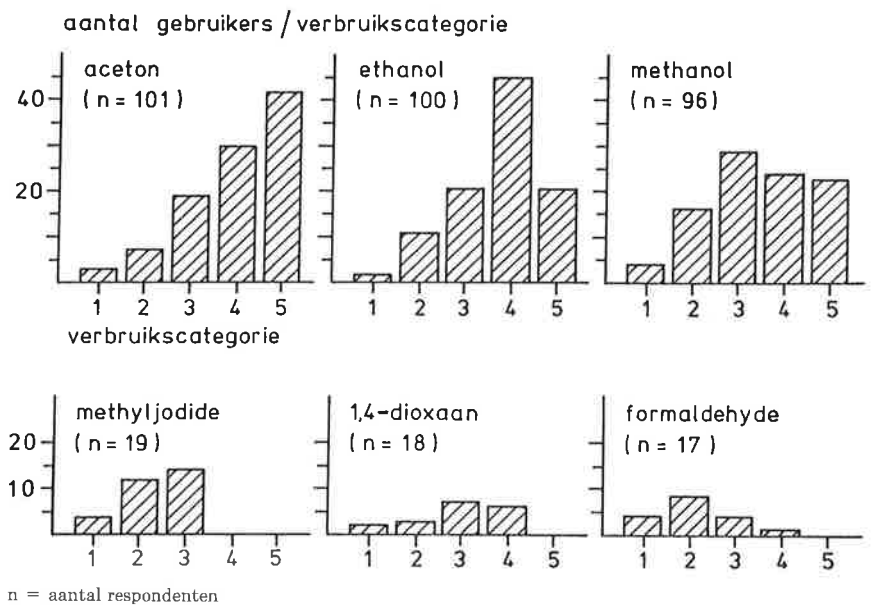 aantal gebruikers / verbruikscategorie
aceton
( n = 101 )
ethanol
( n = 100 )
methanol
( n = 96 )
40
20
1 2 3 4 5
1 2 3 4 5
1 2 3 4 5
verbruikscategorie
methyljodide
( n = 19 )
1,4-dioxaan
( n = 18 )
formaldehyde
( n = 17 )
20
10
1 2 3 4 5
1 2 3 4 5
1 2 3 4 5
n = aantal respondenten